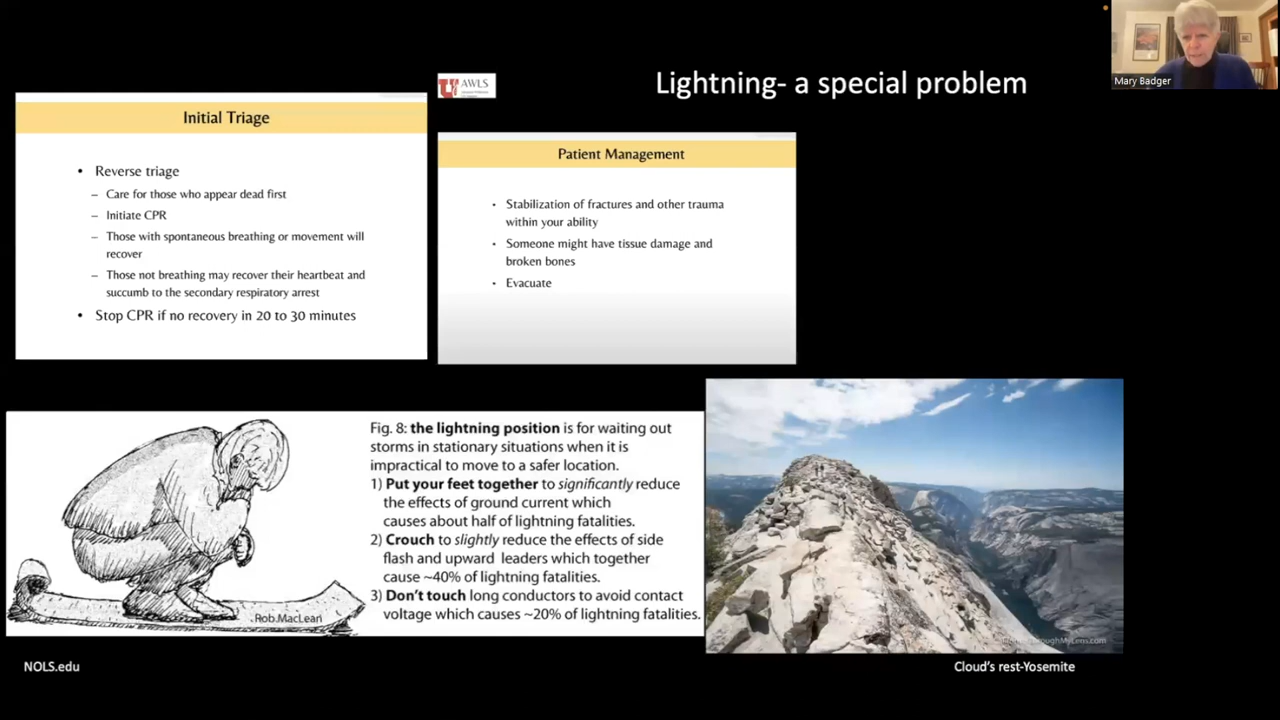 Lightning- a special problem
Mary Badger
Initial Triage
• Reverse triage
– Care for those who appear dead first
– Initiate CPR
– Those with spontaneous breathing or movement will
recover
– Those not breathing may recover their heartbeat and
succumb to the secondary respiratory arrest
• Stop CPR if no recovery in 20 to 30 minutes
AWLS
Patient Management
• Stabilization of fractures and other trauma
within your ability
• Someone might have tissue damage and
broken bones
• Evacuate
Fig. 8: the lightning position is for waiting out
storms in stationary situations when it is
impractical to move to a safer location.
1) Put your feet together to significantly reduce
the effects of ground current which
causes about half of lightning fatalities.
2) Crouch to slightly reduce the effects of side
flash and upward leaders which together
cause ~40% of lightning fatalities.
3) Don't touch long conductors to avoid contact
voltage which causes ~20% of lightning fatalities.
Rob MacLean
NOLS.edu
Cloud's rest-Yosemite